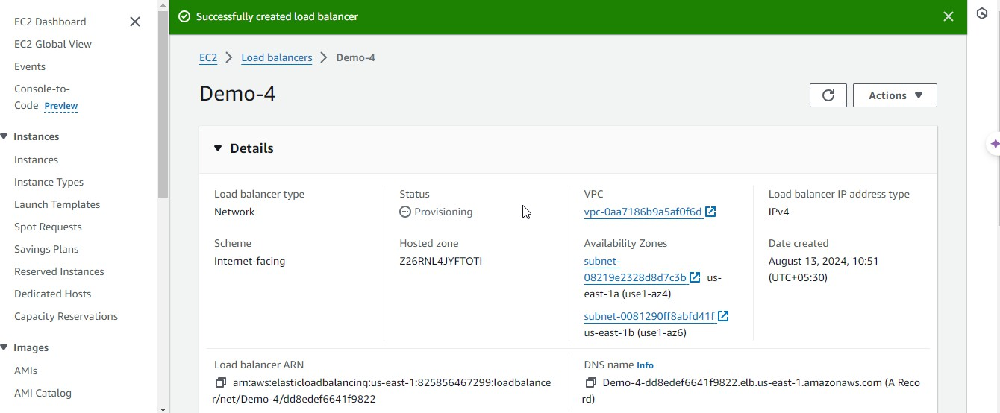 EC2 Dashboard
EC2 Global View
Events
Console-to-
Code Preview
Instances
Instances
Instance Types
Launch Templates
Spot Requests
Savings Plans
Reserved Instances
Dedicated Hosts
Capacity Reservations
Images
AMIs
AMI Catalog
Successfully created load balancer
EC2 > Load balancers > Demo-4
Demo-4
Actions
Details
Load balancer type
Network
Status
Provisioning
VPC
vpc-0aa7186b9a5af0f6d
Load balancer IP address type
IPv4
Scheme
Internet-facing
Hosted zone
Z26RNL4JYFTOTI
Availability Zones
subnet-
08219e2328d8d7c3b us-
east-1a (use1-az4)
subnet-0081290ff8abfd41f
us-east-1b (use1-az6)
Date created
August 13, 2024, 10:51
(UTC+05:30)
Load balancer ARN
arn:aws:elasticloadbalancing:us-east-1:825856467299:loadbalance
r/net/Demo-4/dd8edef6641f9822
DNS name Info
Demo-4-dd8edef6641f9822.elb.us-east-1.amazonaws.com (A Reco
rd)